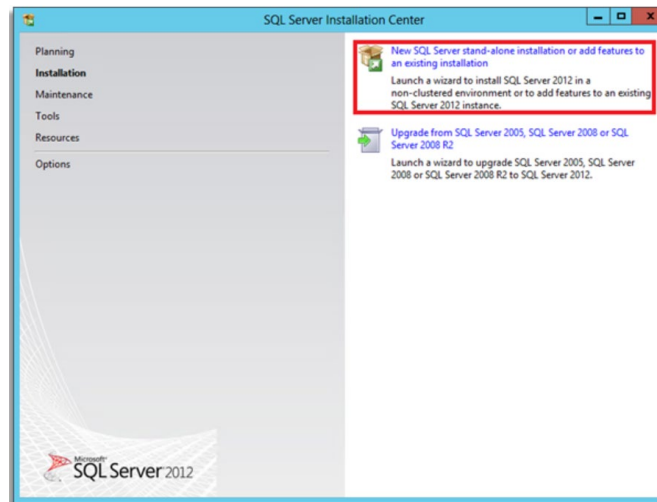 SQL Server Installation Center
Planning
Installation
Maintenance
Tools
Resources
Options
New SQL Server stand-alone installation or add features to
an existing installation
Launch a wizard to install SQL Server 2012 in a
non-clustered environment or to add features to an existing
SQL Server 2012 instance.
Upgrade from SQL Server 2005, SQL Server 2008 or SQL
Server 2008 R2
Launch a wizard to upgrade SQL Server 2005, SQL Server
2008 or SQL Server 2008 R2 to SQL Server 2012.
Microsoft®
SQL Server 2012